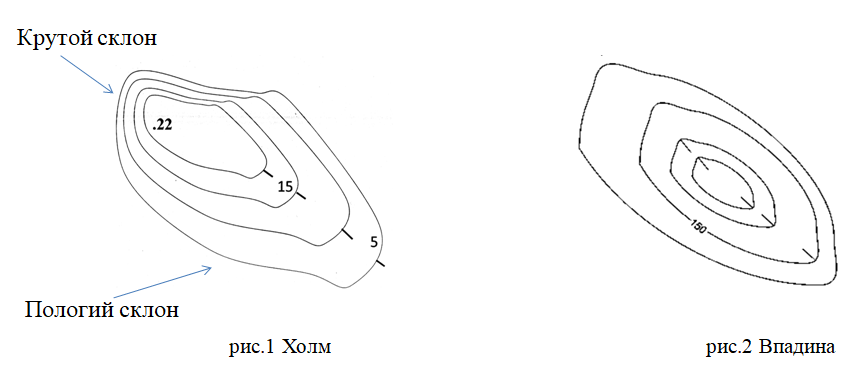 Крутой склон
.22
15
5
150
Пологий склон
рис.1 Холм
рис.2 Впадина